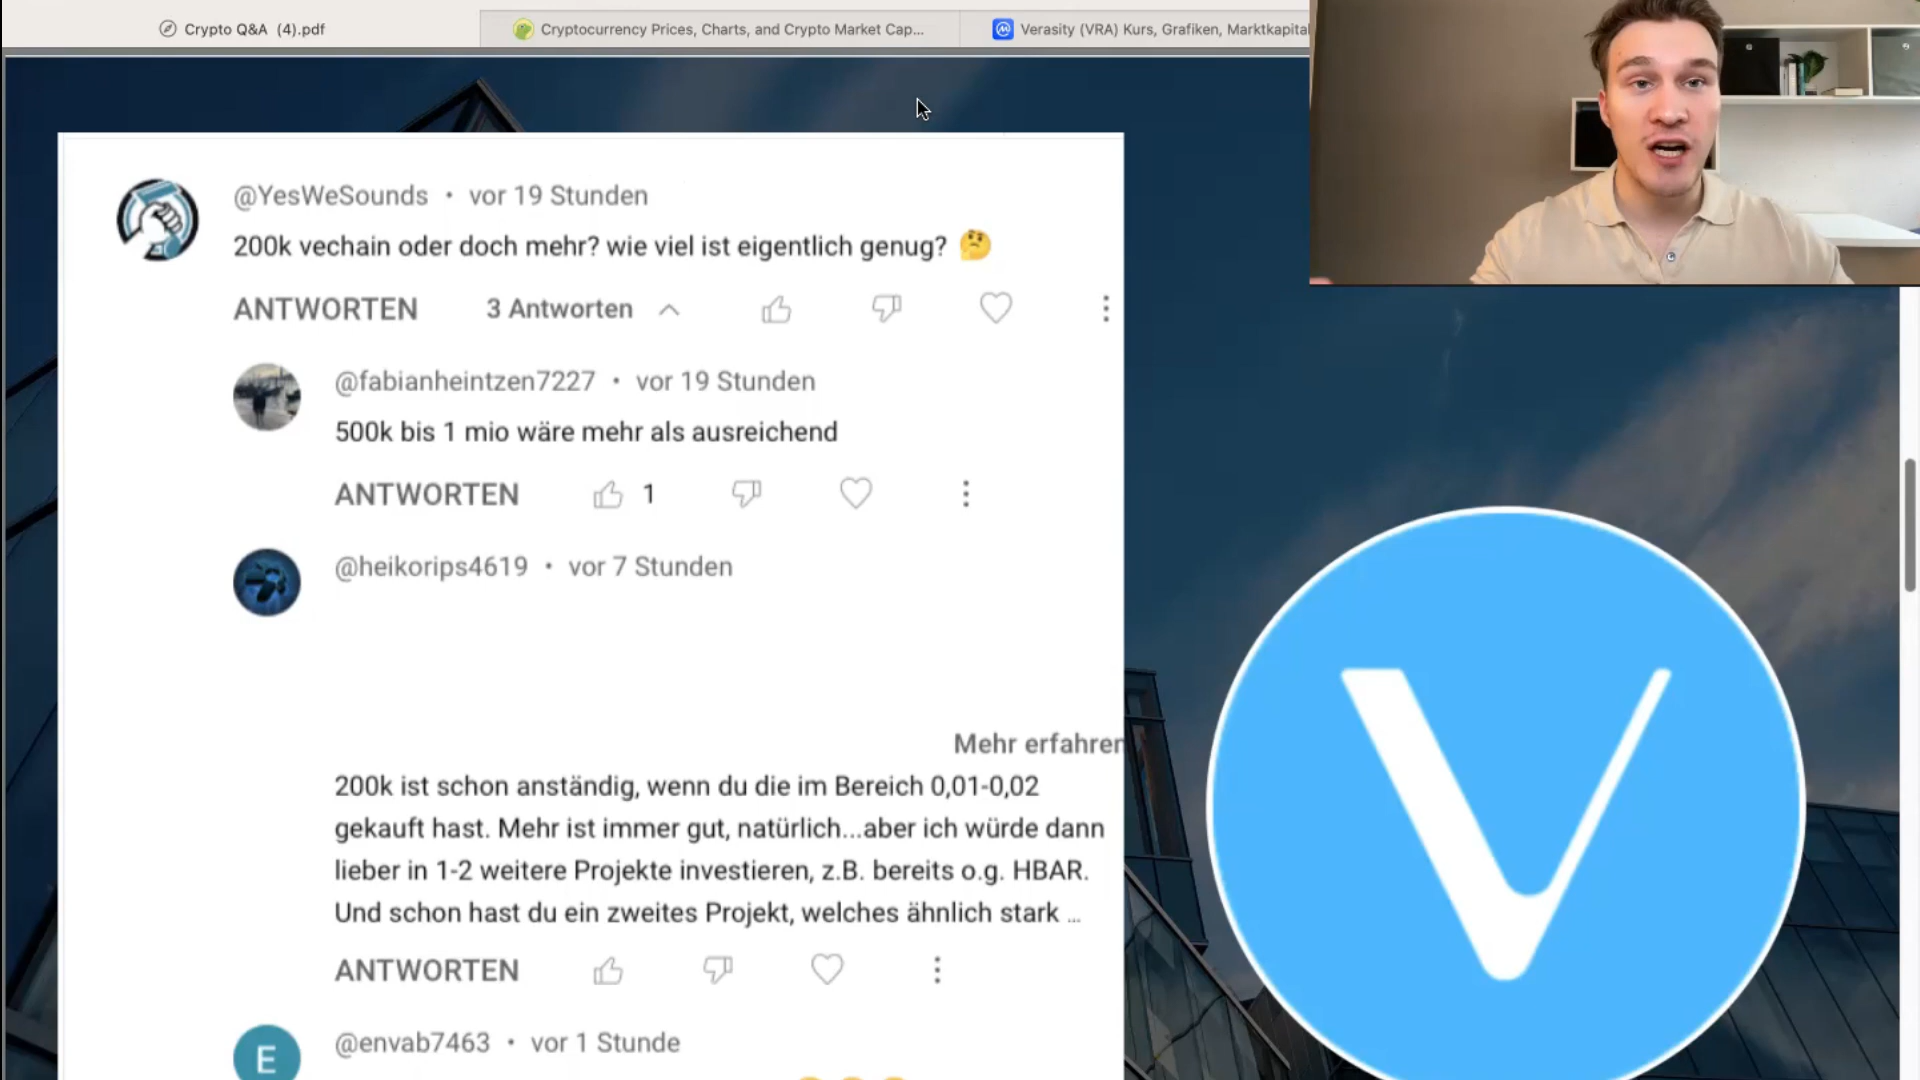 Crypto Q&A (4).pdf
Cryptocurrency Prices, Charts, and Crypto Market Cap...
Verasity (VRA) Kurs, Grafiken, Marktkapital
@YesWeSounds • vor 19 Stunden
200k vechain oder doch mehr? wie viel ist eigentlich genug? 🤔
ANTWORTEN 3 Antworten
@fabianheintzen7227 • vor 19 Stunden
500k bis 1 mio wäre mehr als ausreichend
ANTWORTEN 1
@heikorips4619 • vor 7 Stunden
Mehr erfahren
200k ist schon anständig, wenn du die im Bereich 0,01-0,02
gekauft hast. Mehr ist immer gut, natürlich...aber ich würde dann
lieber in 1-2 weitere Projekte investieren, z.B. bereits o.g. HBAR.
Und schon hast du ein zweites Projekt, welches ähnlich stark ...
ANTWORTEN
E
@envab7463 • vor 1 Stunde